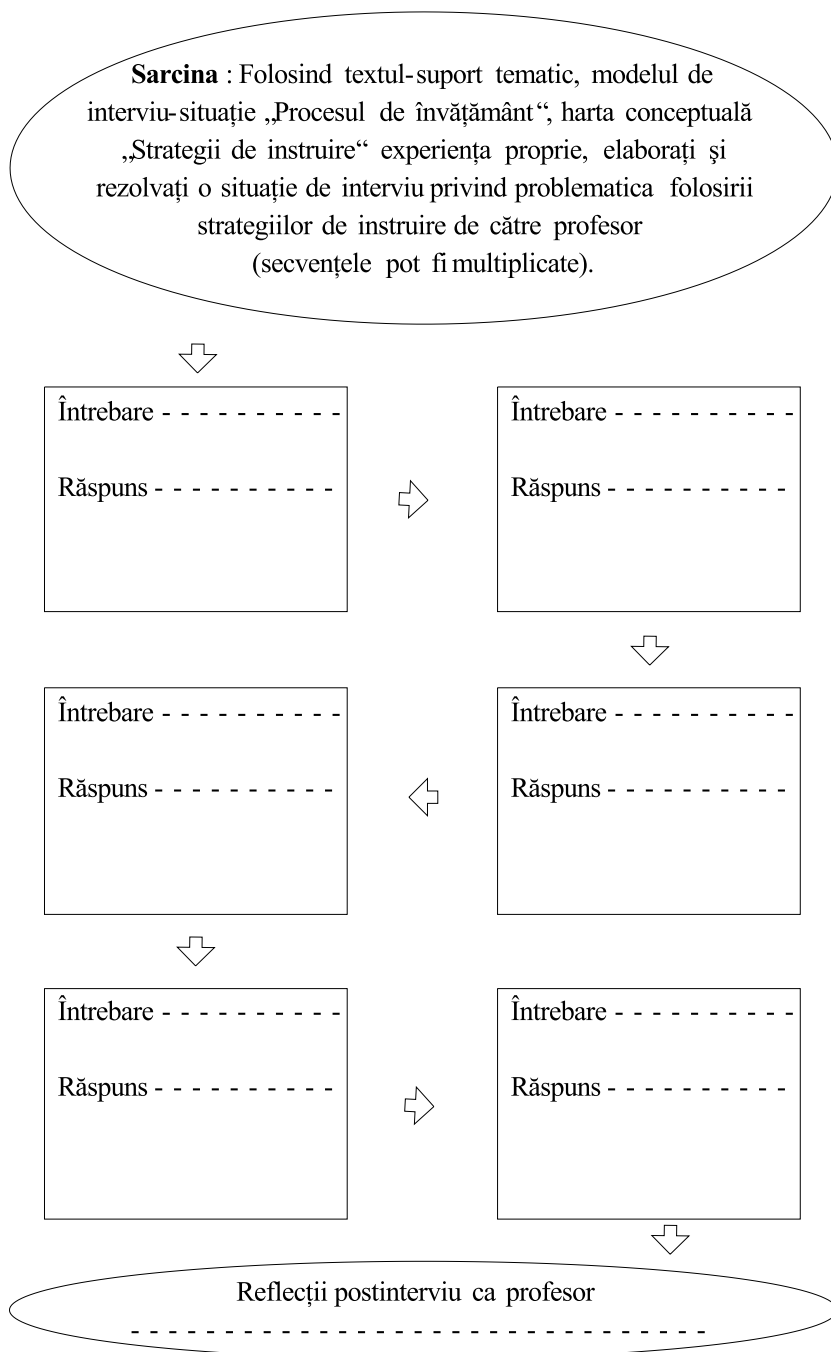 Sarcina : Folosind textul-suport tematic, modelul de
interviu-situație „Procesul de învățământ“, harta conceptuală
„Strategii de instruire“ experiența proprie, elaborați şi
rezolvați o situație de interviu privind problematica folosirii
strategiilor de instruire de către profesor
(secvențele pot fi multiplicate).
Întrebare - - - - - - - - - -
Răspuns - - - - - - - - - -
Întrebare - - - - - - - - - -
Răspuns - - - - - - - - - -
Întrebare - - - - - - - - - -
Răspuns - - - - - - - - - -
Întrebare - - - - - - - - - -
Răspuns - - - - - - - - - -
Întrebare - - - - - - - - - -
Răspuns - - - - - - - - - -
Întrebare - - - - - - - - - -
Răspuns - - - - - - - - - -
Reflecții postinterviu ca profesor
- - - - - - - - - - - - - - - - - - - - - - - - - - - - - - -